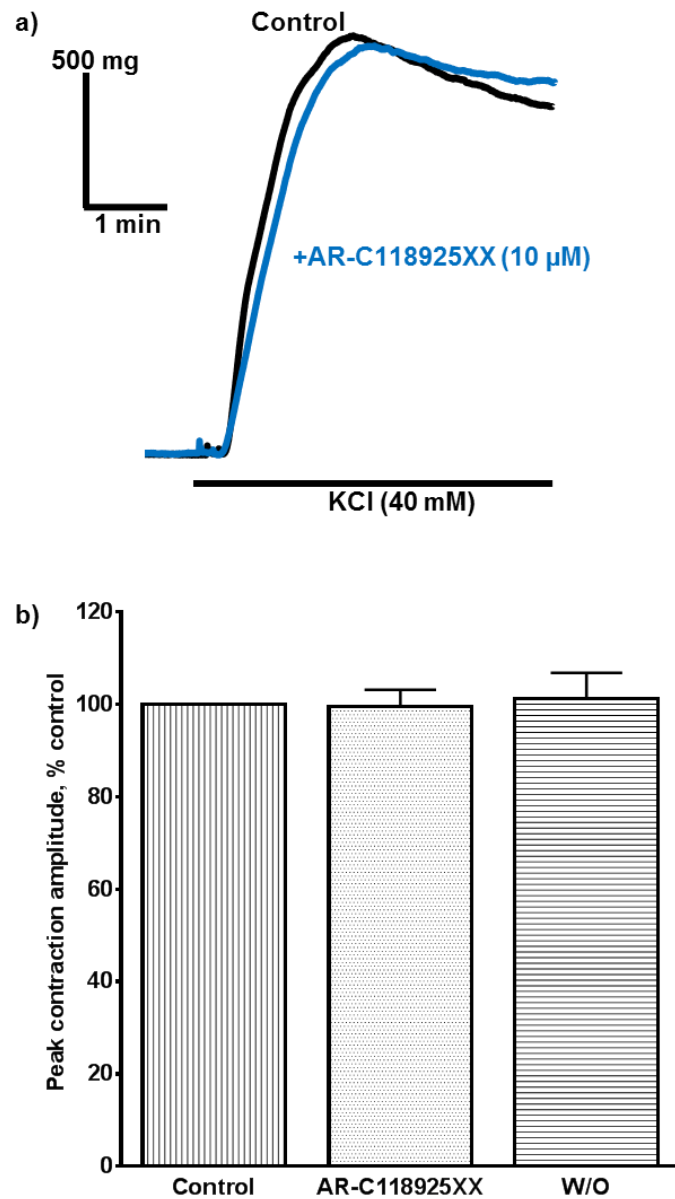 a)
Control
500 mg
1 min
+AR-C118925XX (10 µM)
KCl (40 mM)
b)
Peak contraction amplitude, % control
120
100
80
60
40
20
0
Control
AR-C118925XX
W/O